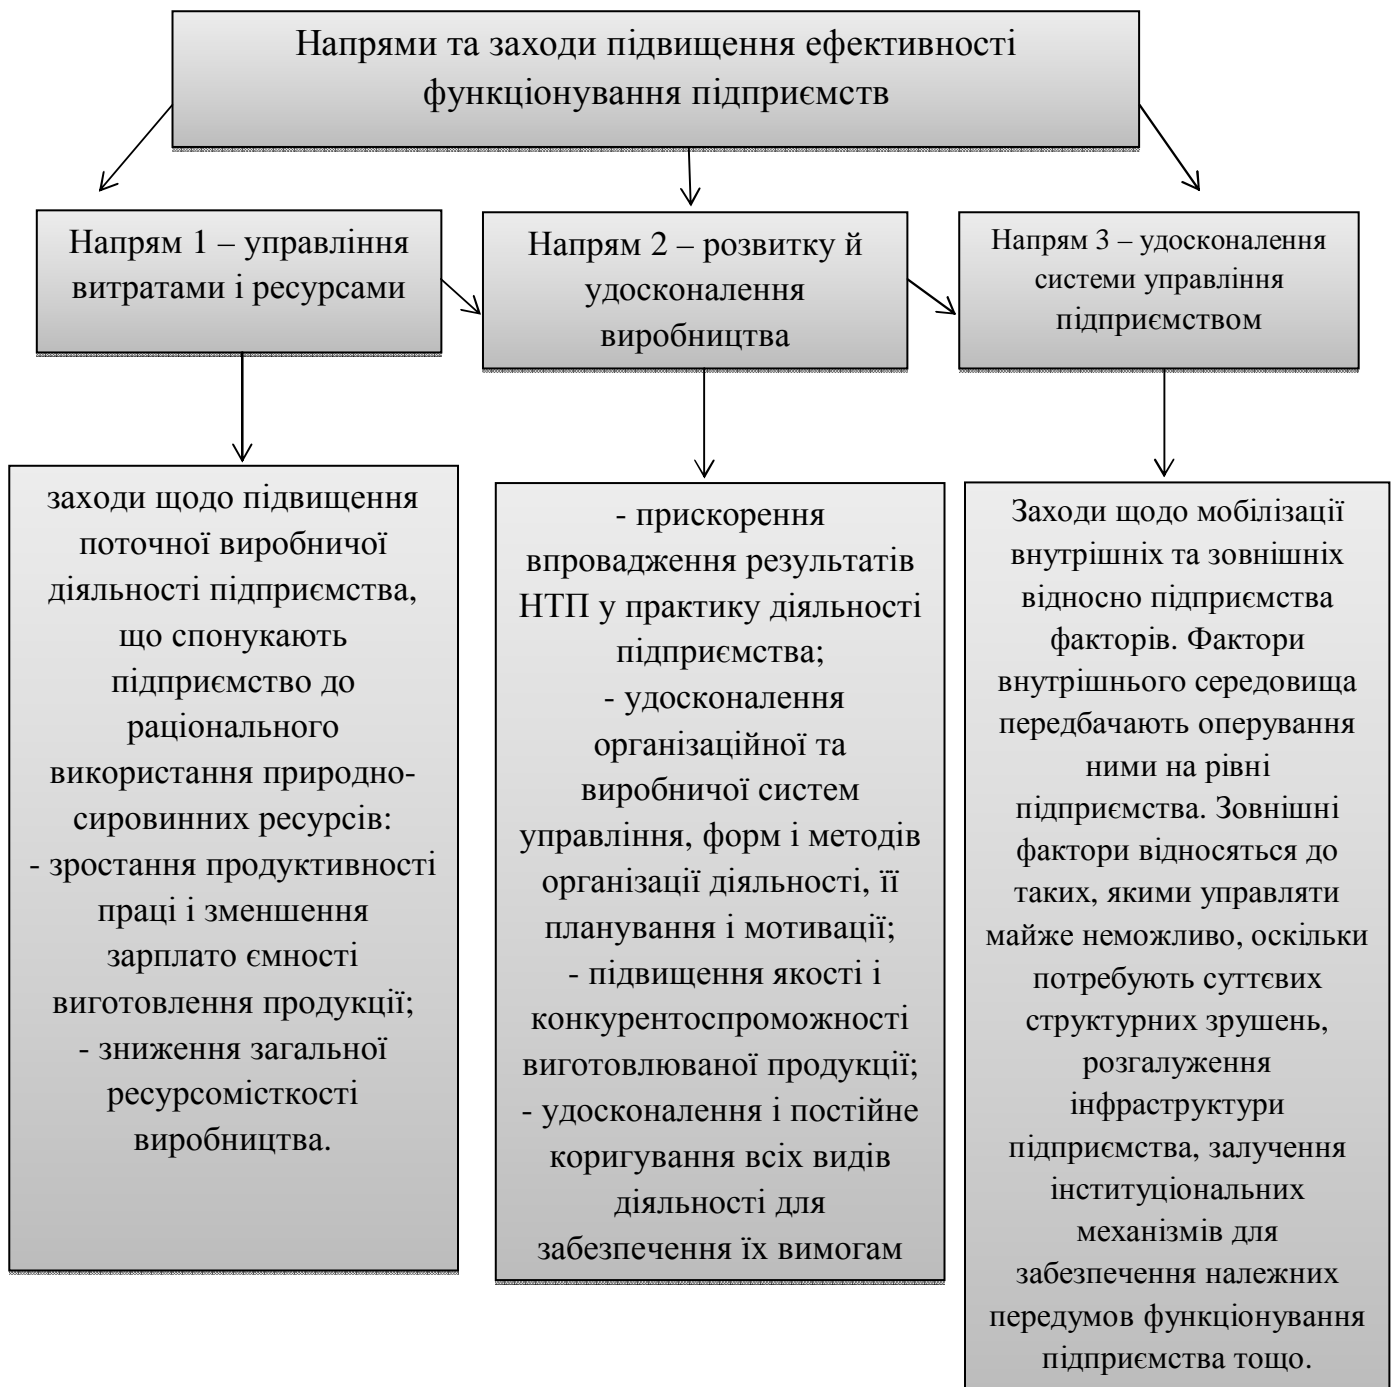 Напрями та заходи підвищення ефективності
функціонування підприємств
Напрям 1 – управління
витратами і ресурсами
Напрям 2 – розвитку й
удосконалення
виробництва
Напрям 3 – удосконалення
системи управління
підприємством
заходи щодо підвищення
поточної виробничої
діяльності підприємства,
що спонукають
підприємство до
раціонального
використання природно-
сировинних ресурсів:
- зростання продуктивності
праці і зменшення
зарплато ємності
виготовлення продукції;
- зниження загальної
ресурсомісткості
виробництва.
- прискорення
впровадження результатів
НТП у практику діяльності
підприємства;
- удосконалення
організаційної та
виробничої систем
управління, форм і методів
організації діяльності, її
планування і мотивації;
- підвищення якості і
конкурентоспроможності
виготовлюваної продукції;
- удосконалення і постійне
коригування всіх видів
діяльності для
забезпечення їх вимогам
Заходи щодо мобілізації
внутрішніх та зовнішніх
відносно підприємства
факторів. Фактори
внутрішнього середовища
передбачають оперування
ними на рівні
підприємства. Зовнішні
фактори відносяться до
таких, якими управляти
майже неможливо, оскільки
потребують суттєвих
структурних зрушень,
розгалуження
інфраструктури
підприємства, залучення
інституціональних
механізмів для
забезпечення належних
передумов функціонування
підприємства тощо.